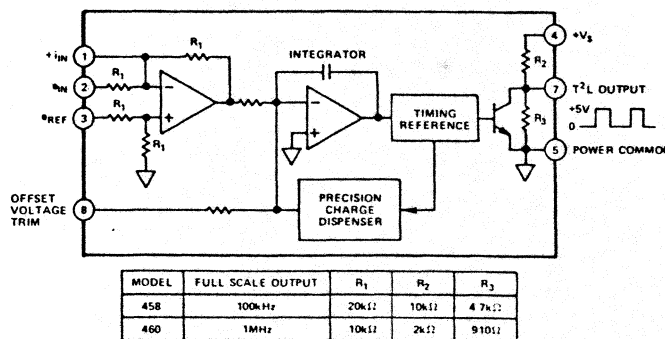 +iIN 1
R1
INTEGRATOR
4 +VS
R2
eIN 2 R1
−
+
−
+
7 T²L OUTPUT
eREF 3 R1
TIMING REFERENCE
+5V
0
R3
R1
5 POWER COMMO
OFFSET VOLTAGE TRIM 8
PRECISION CHARGE DISPENSER
MODEL FULL SCALE OUTPUT R1 R2 R3
458 100kHz 20kΩ 10kΩ 4.7kΩ
460 1MHz 10kΩ 2kΩ 910Ω